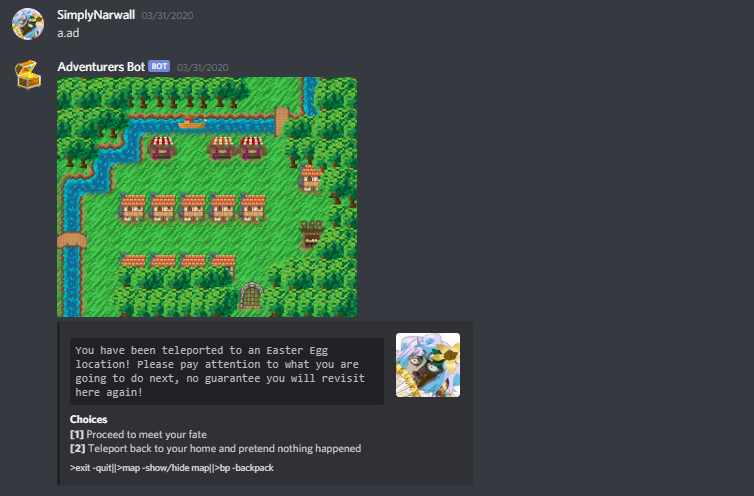 SimplyNarwall 03/31/2020
a.ad
Adventurers Bot BOT 03/31/2020
You have been teleported to an Easter Egg
location! Please pay attention to what you are
going to do next, no guarantee you will revisit
here again!
Choices
[1] Proceed to meet your fate
[2] Teleport back to your home and pretend nothing happened
>exit -quit||>map -show/hide map||>bp -backpack